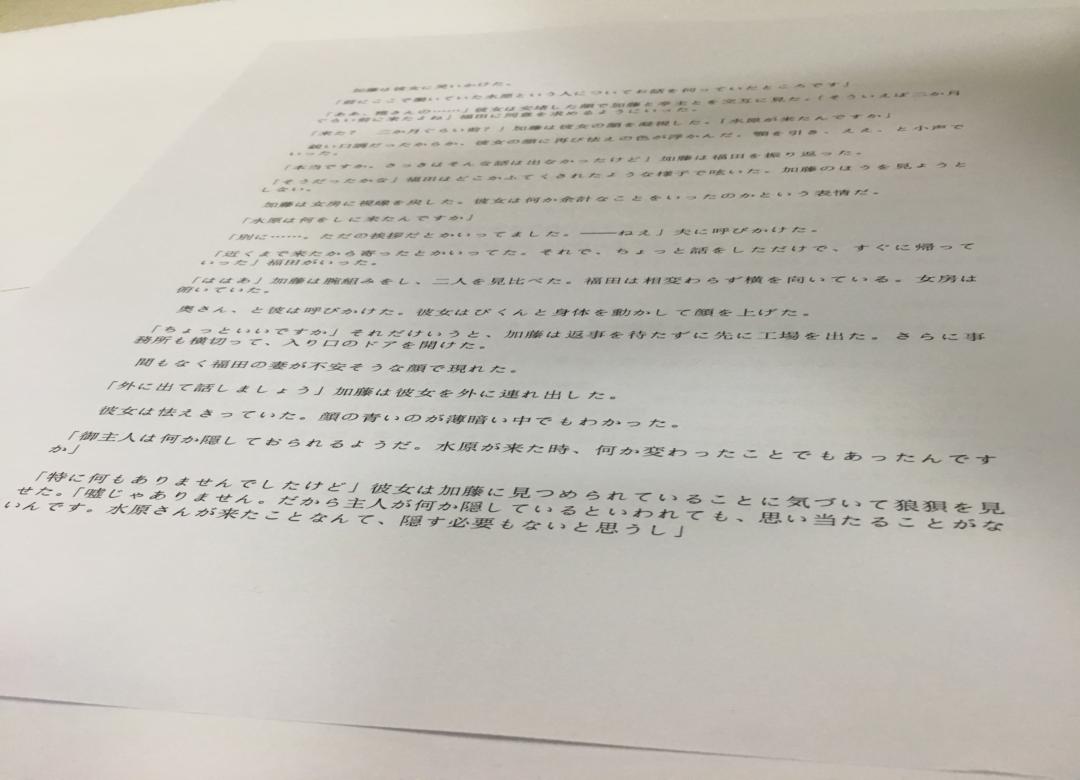 加藤は彼女に笑いかけた。
「前にここで働いていた水原という人についてお話を伺っていたところです」
「ああ、雅さんの……」彼女は安堵した顔で加藤と亭主とを交互に見た。「そういえば二か月
ぐらい前に来たよね」福田に同意を求めるようにいった。
「来た？　二か月ぐらい前？」加藤は彼女の顔を凝視した。「水原が来たんですか」
鋭い口調だったからか、彼女の顔に再び怯えの色が浮かんだ。顎を引き、ええ、と小声で
いった。
「本当ですか。さっきはそんな話は出なかったけど」加藤は福田を振り返った。
「そうだったかな」福田はどこかふてくされたような様子で呟いた。加藤のほうを見ようと
しない。
加藤は女房に視線を戻した。彼女は何か余計なことをいったのかという表情だ。
「水原は何をしに来たんですか」
「別に……。ただの挨拶だとかいってました。――ねえ」夫に呼びかけた。
「近くまで来たから寄ったとかいってた。それで、ちょっと話をしただけで、すぐに帰って
いった」福田がいった。
「ははあ」加藤は腕組みをし、二人を見比べた。福田は相変わらず横を向いている。女房は
俯いていた。
奥さん、と彼は呼びかけた。彼女はびくんと身体を動かして顔を上げた。
「ちょっといいですか」それだけいうと、加藤は返事を待たずに先に工場を出た。さらに事
務所も横切って、入り口のドアを開けた。
間もなく福田の妻が不安そうな顔で現れた。
「外に出て話しましょう」加藤は彼女を外に連れ出した。
彼女は怯えきっていた。顔の青いのが薄暗い中でもわかった。
「御主人は何か隠しておられるようだ。水原が来た時、何か変わったことでもあったんです
か」
「特に何もありませんでしたけど」彼女は加藤に見つめられていることに気づいて狼狽を見
せた。「嘘じゃありません。だから主人が何か隠しているといわれても、思い当たることがな
いんです。水原さんが来たことなんて、隠す必要もないと思うし」